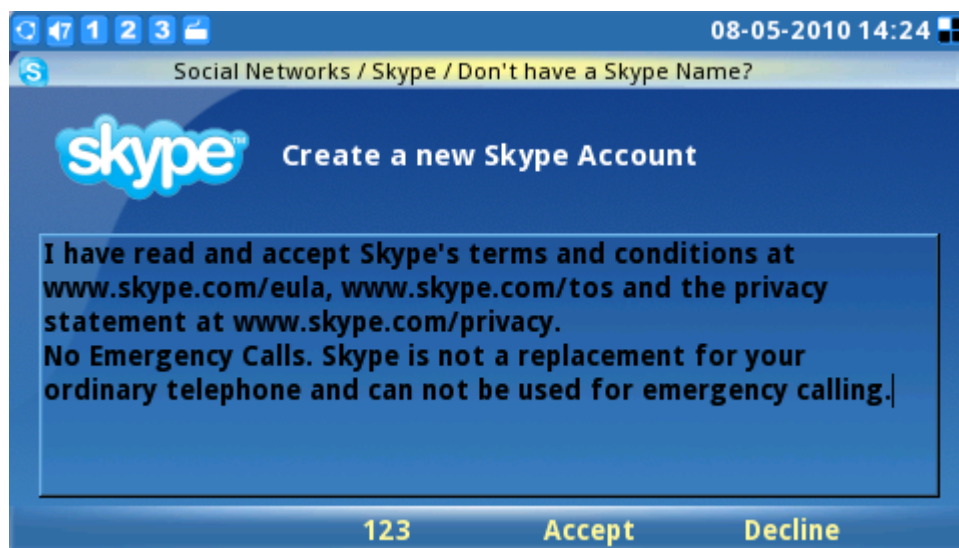 7 1 2 3 08-05-2010 14:24
S Social Networks / Skype / Don't have a Skype Name?
skype™ Create a new Skype Account
I have read and accept Skype's terms and conditions at
www.skype.com/eula, www.skype.com/tos and the privacy
statement at www.skype.com/privacy.
No Emergency Calls. Skype is not a replacement for your
ordinary telephone and can not be used for emergency calling.
123 Accept Decline